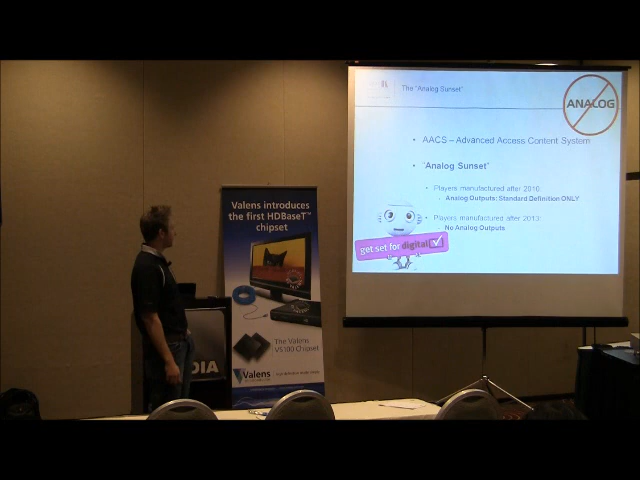 The "Analog Sunset"
ANALOG
• AACS – Advanced Access Content System
• "Analog Sunset"
• Players manufactured after 2010:
Analog Outputs: Standard Definition ONLY
• Players manufactured after 2013:
No Analog Outputs
get set for digital
Valens introduces
the first HDBaseT™
chipset
The Valens
VS100 Chipset
Valens
DIA